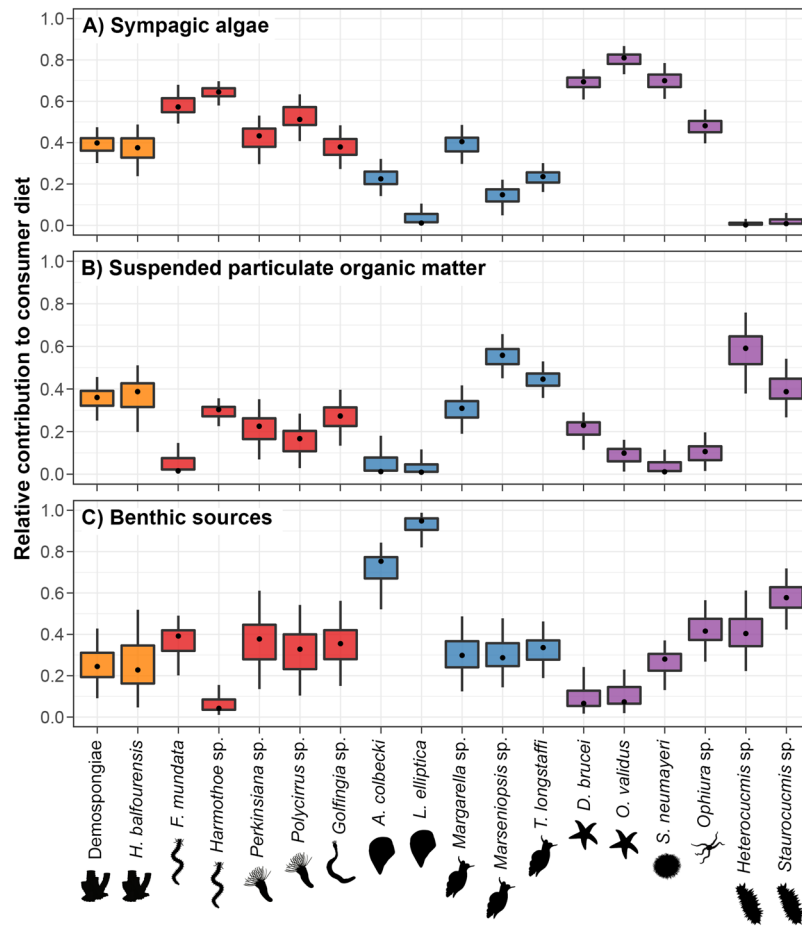 A) Sympagic algae
1.0
0.8
0.6
0.4
0.2
0.0
B) Suspended particulate organic matter
1.0
0.8
0.6
0.4
0.2
0.0
C) Benthic sources
1.0
0.8
0.6
0.4
0.2
0.0
Relative contribution to consumer diet
Demospongiae
H. balfourensis
F. mundata
Harmothoe sp.
Perkinsiana sp.
Polycirrus sp.
Golfingia sp.
A. colbecki
L. elliptica
Margarella sp.
Marseniopsis sp.
T. longstaffi
D. brucei
O. validus
S. neumayeri
Ophiura sp.
Heterocucmis sp.
Staurocucmis sp.